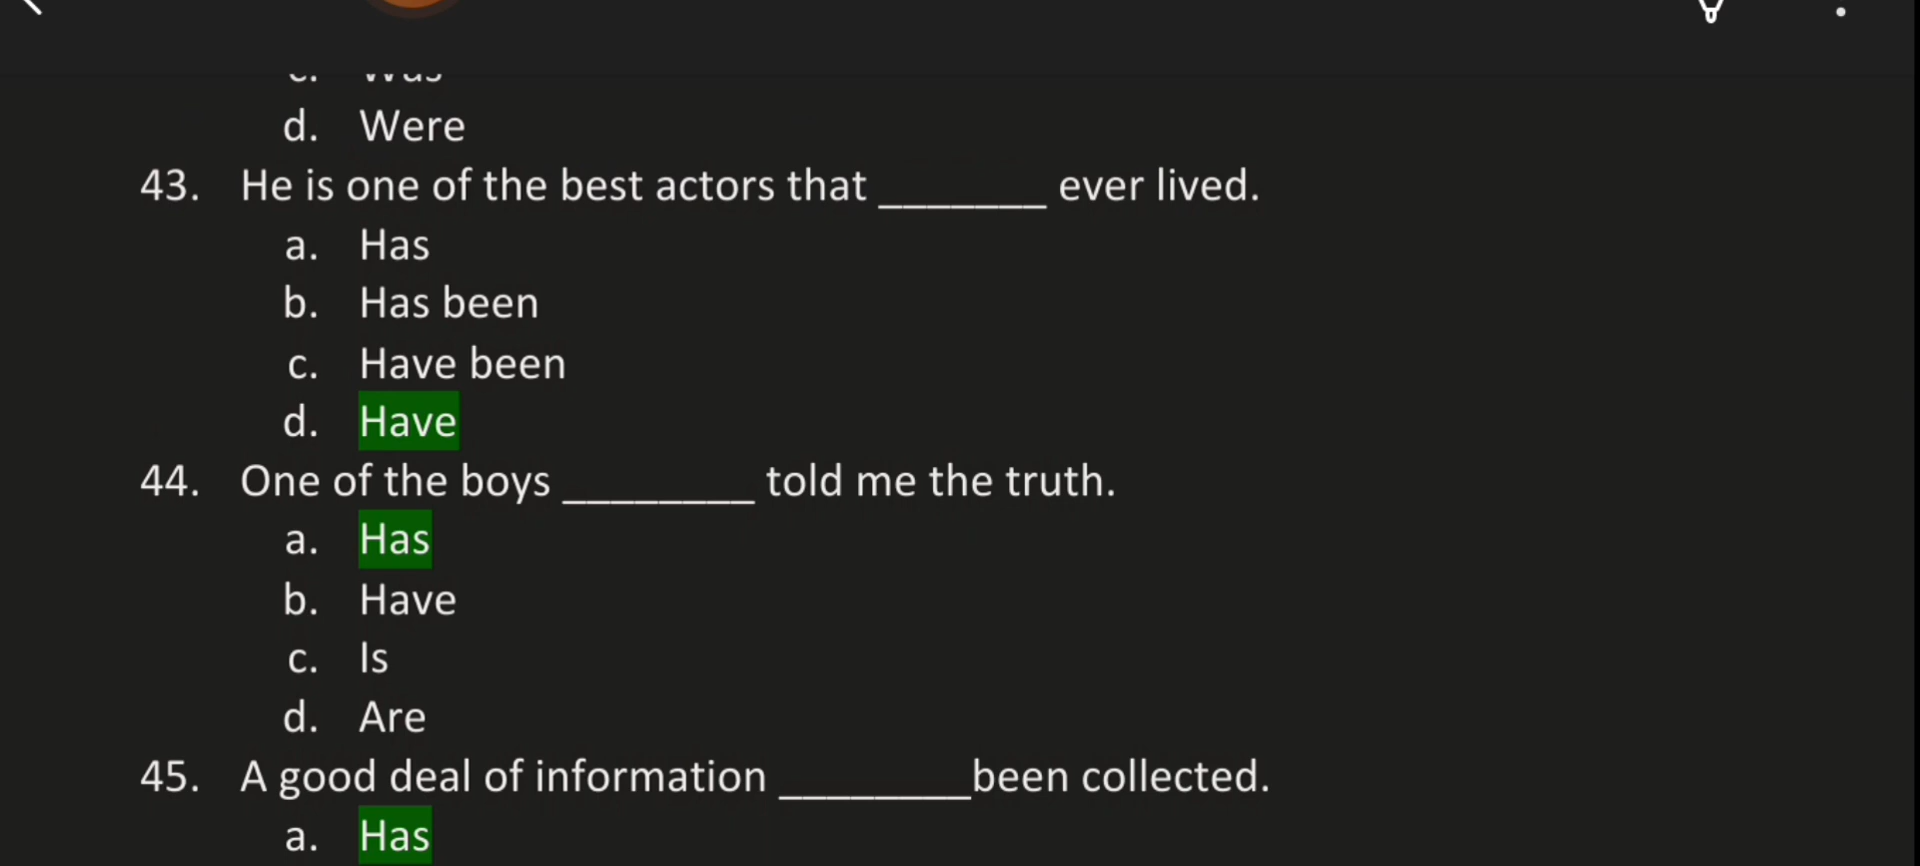 c. Was
d. Were
43. He is one of the best actors that _______ ever lived.
a. Has
b. Has been
c. Have been
d. Have
44. One of the boys ________ told me the truth.
a. Has
b. Have
c. Is
d. Are
45. A good deal of information ________been collected.
a. Has